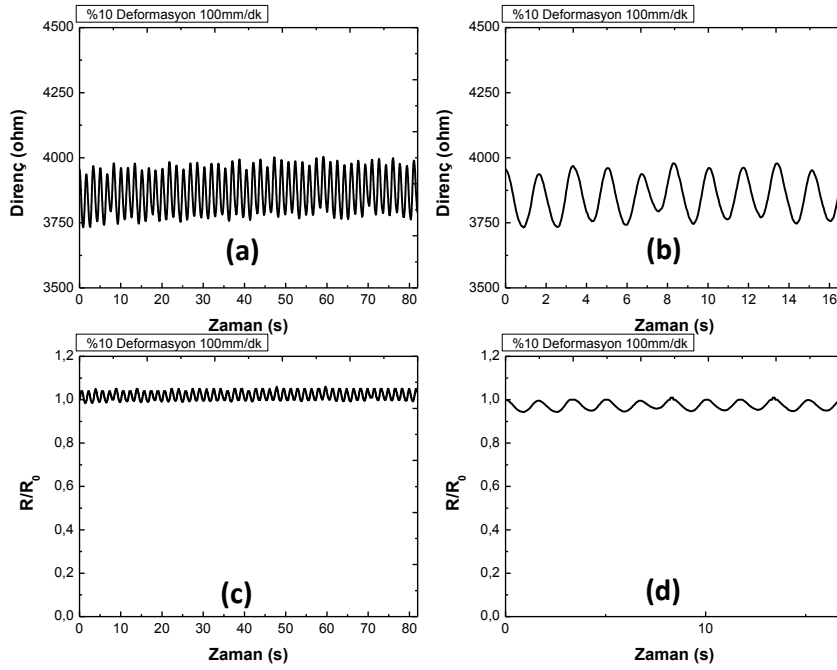 %10 Deformasyon 100mm/dk
4500
4250
4000
3750
3500
Direnç (ohm)
(a)
0 10 20 30 40 50 60 70 80
Zaman (s)
%10 Deformasyon 100mm/dk
4500
4250
4000
3750
3500
Direnç (ohm)
(b)
0 2 4 6 8 10 12 14 16
Zaman (s)
%10 Deformasyon 100mm/dk
1,2
1,0
0,8
0,6
0,4
0,2
0,0
R/R0
(c)
0 10 20 30 40 50 60 70 80
Zaman (s)
%10 Deformasyon 100mm/dk
1,2
1,0
0,8
0,6
0,4
0,2
0,0
R/R0
(d)
0 10
Zaman (s)